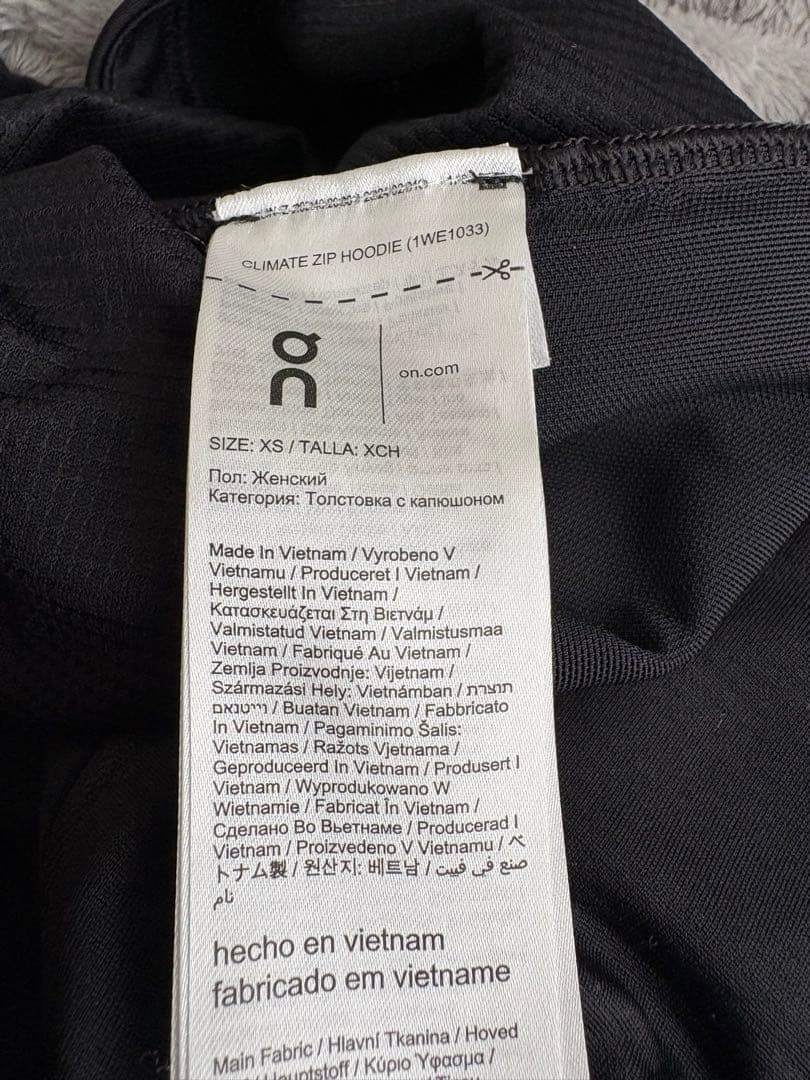 CLIMATE ZIP HOODIE (1WE1033)
on.com
SIZE: XS / TALLA: XCH
Пол: Женский
Категория: Толстовка с капюшоном
Made In Vietnam / Vyrobeno V
Vietnamu / Produceret I Vietnam /
Hergestellt In Vietnam /
Κατασκευάζεται Στη Βιετνάμ /
Valmistatud Vietnam / Valmistusmaa
Vietnam / Fabriqué Au Vietnam /
Zemlja Proizvodnje: Vijetnam /
Származási Hely: Vietnámban / תוצרת
וייטנאם / Buatan Vietnam / Fabbricato
In Vietnam / Pagaminimo Šalis:
Vietnamas / Ražots Vjetnama /
Geproduceerd In Vietnam / Produsert I
Vietnam / Wyprodukowano W
Wietnamie / Fabricat În Vietnam /
Сделано Во Вьетнаме / Producerad I
Vietnam / Proizvedeno V Vietnamu / ベ
トナム製 / 원산지: 베트남 / صنع في فييت
نام
hecho en vietnam
fabricado em vietname
Main Fabric / Hlavní Tkanina / Hoved
/ Hauptstoff / Κύριο Ύφασμα /